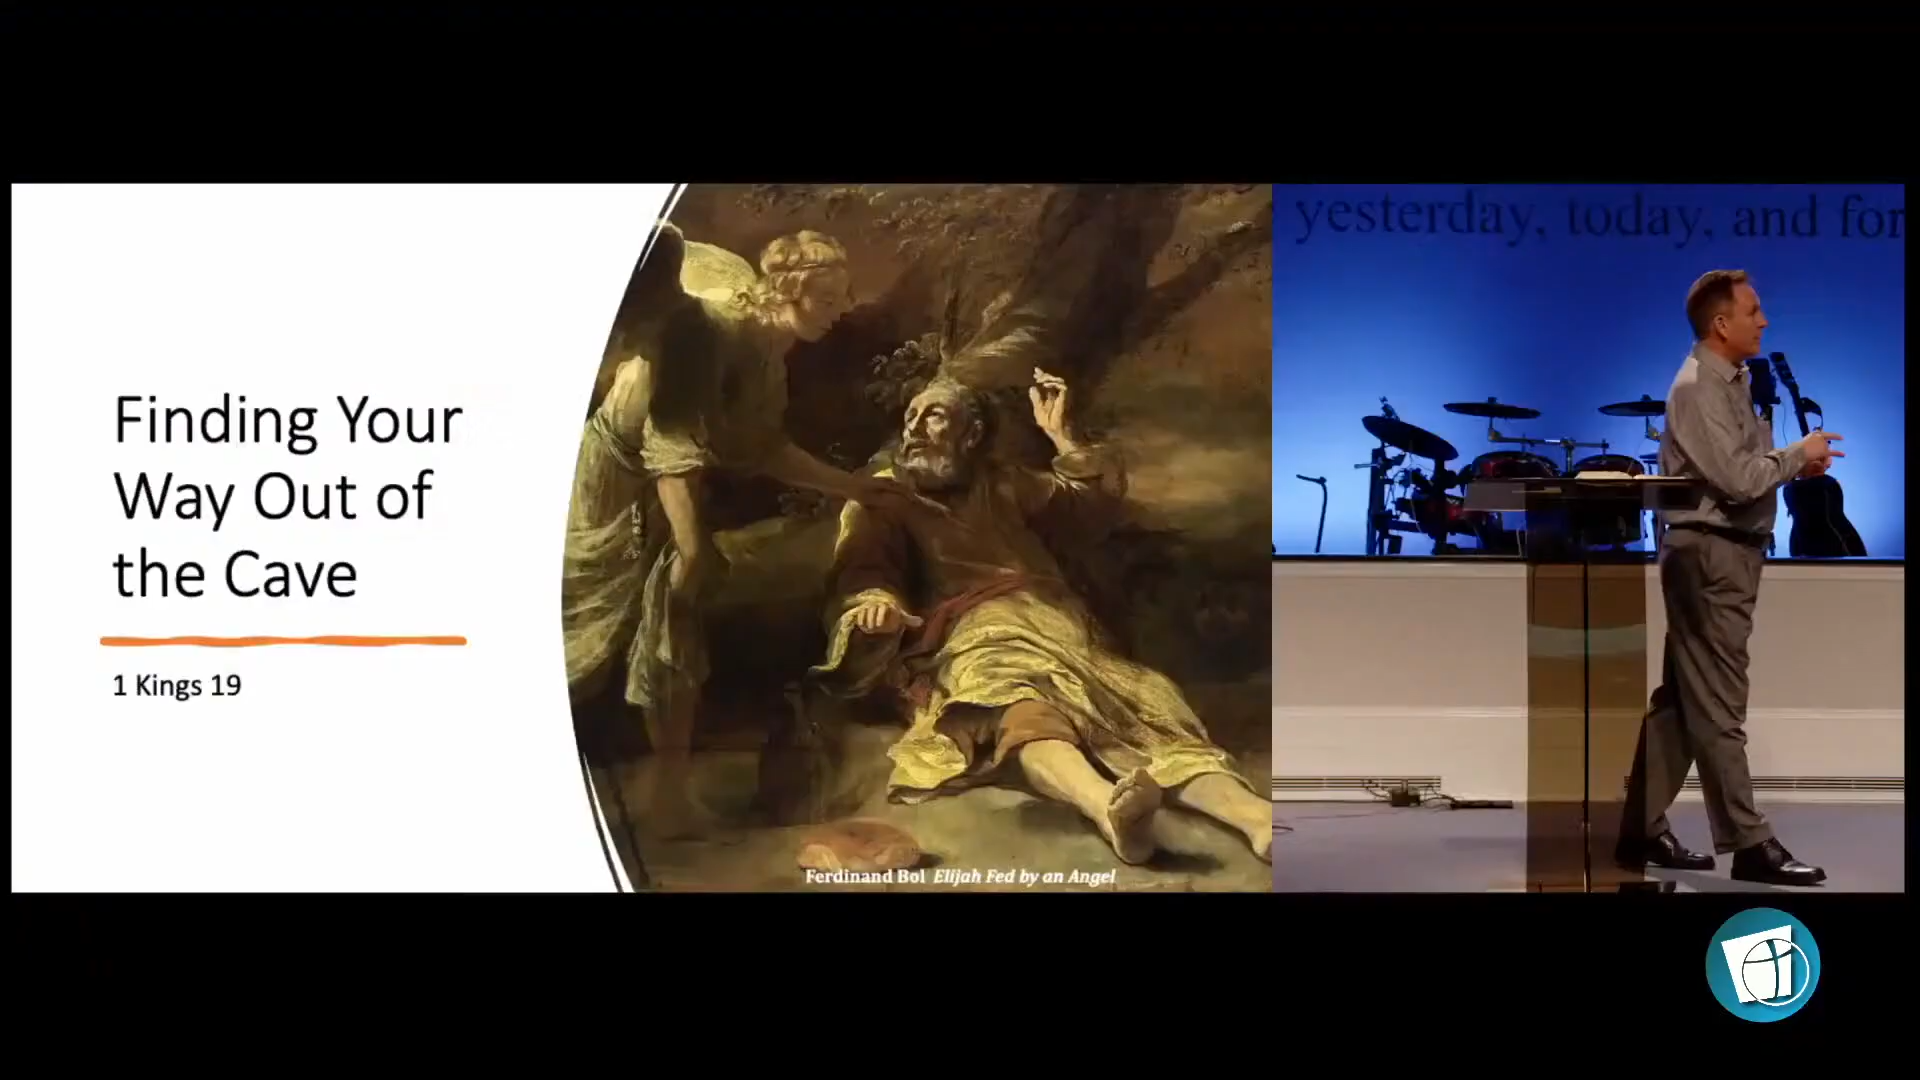 Finding Your
Way Out of
the Cave
1 Kings 19
Ferdinand Bol Elijah Fed by an Angel
yesterday, today, and for